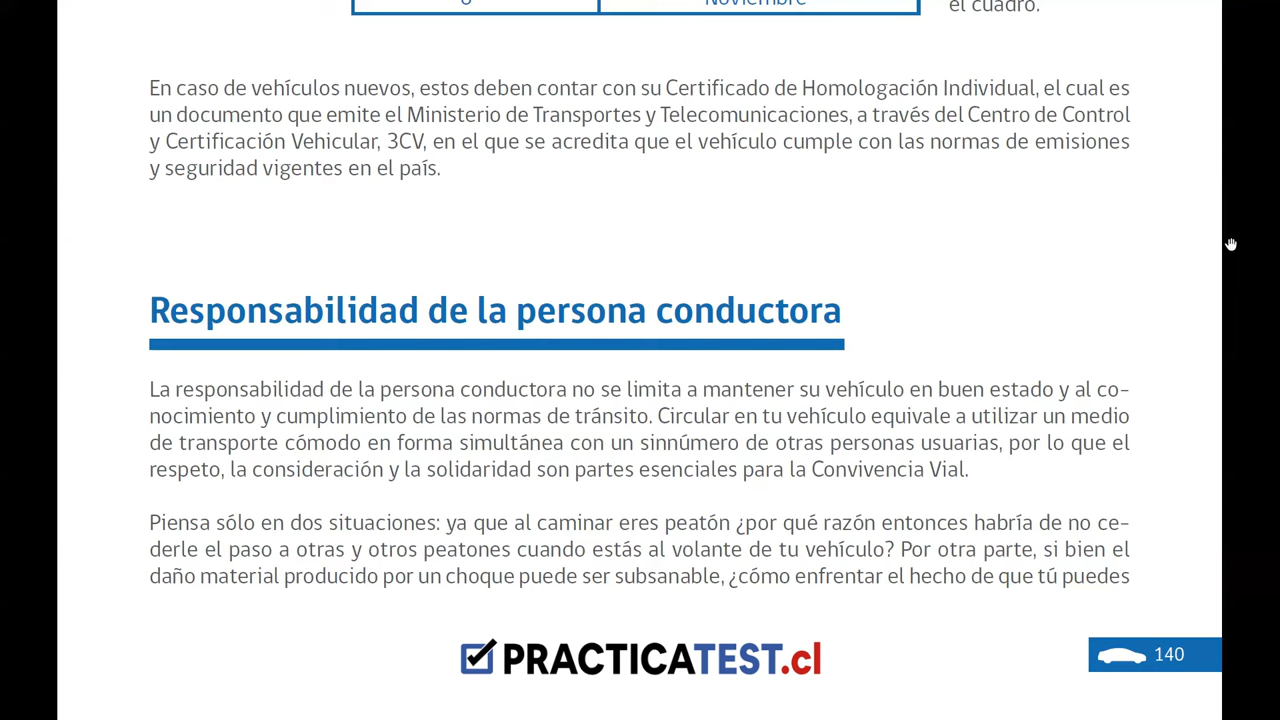 8 Noviembre
el cuadro.
En caso de vehículos nuevos, estos deben contar con su Certificado de Homologación Individual, el cual es
un documento que emite el Ministerio de Transportes y Telecomunicaciones, a través del Centro de Control
y Certificación Vehicular, 3CV, en el que se acredita que el vehículo cumple con las normas de emisiones
y seguridad vigentes en el país.
Responsabilidad de la persona conductora
La responsabilidad de la persona conductora no se limita a mantener su vehículo en buen estado y al co-
nocimiento y cumplimiento de las normas de tránsito. Circular en tu vehículo equivale a utilizar un medio
de transporte cómodo en forma simultánea con un sinnúmero de otras personas usuarias, por lo que el
respeto, la consideración y la solidaridad son partes esenciales para la Convivencia Vial.
Piensa sólo en dos situaciones: ya que al caminar eres peatón ¿por qué razón entonces habría de no ce-
derle el paso a otras y otros peatones cuando estás al volante de tu vehículo? Por otra parte, si bien el
daño material producido por un choque puede ser subsanable, ¿cómo enfrentar el hecho de que tú puedes
PRACTICATEST.cl
140